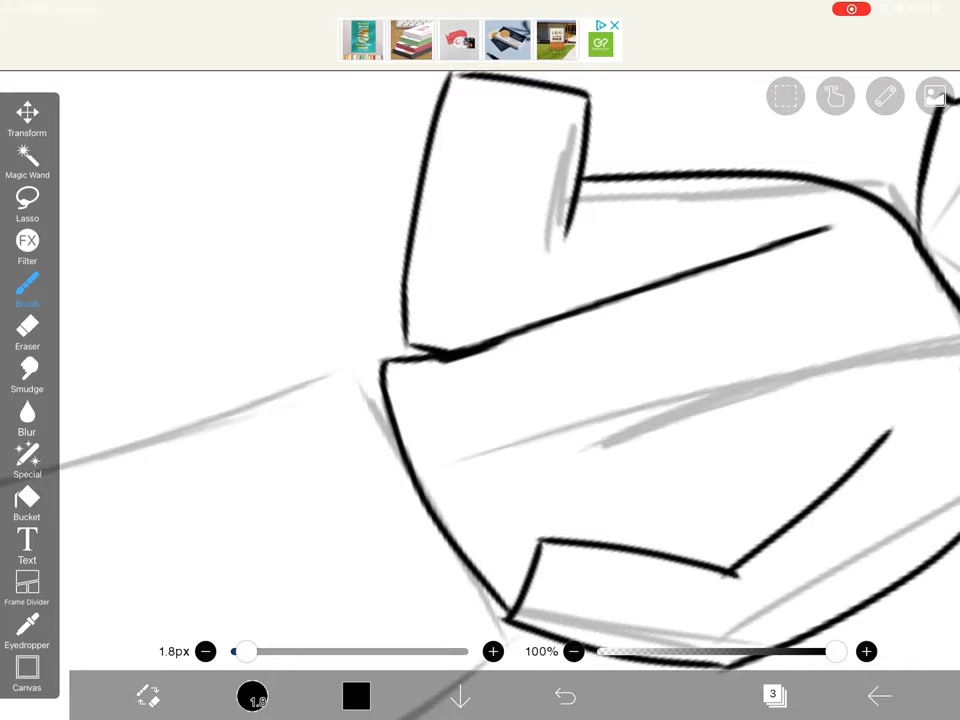 Transform
Magic Wand
Lasso
FX
Filter
Brush
Eraser
Smudge
Blur
Special
Bucket
T
Text
Frame Divider
Eyedropper
Canvas
1.8px
100%
1.8
3